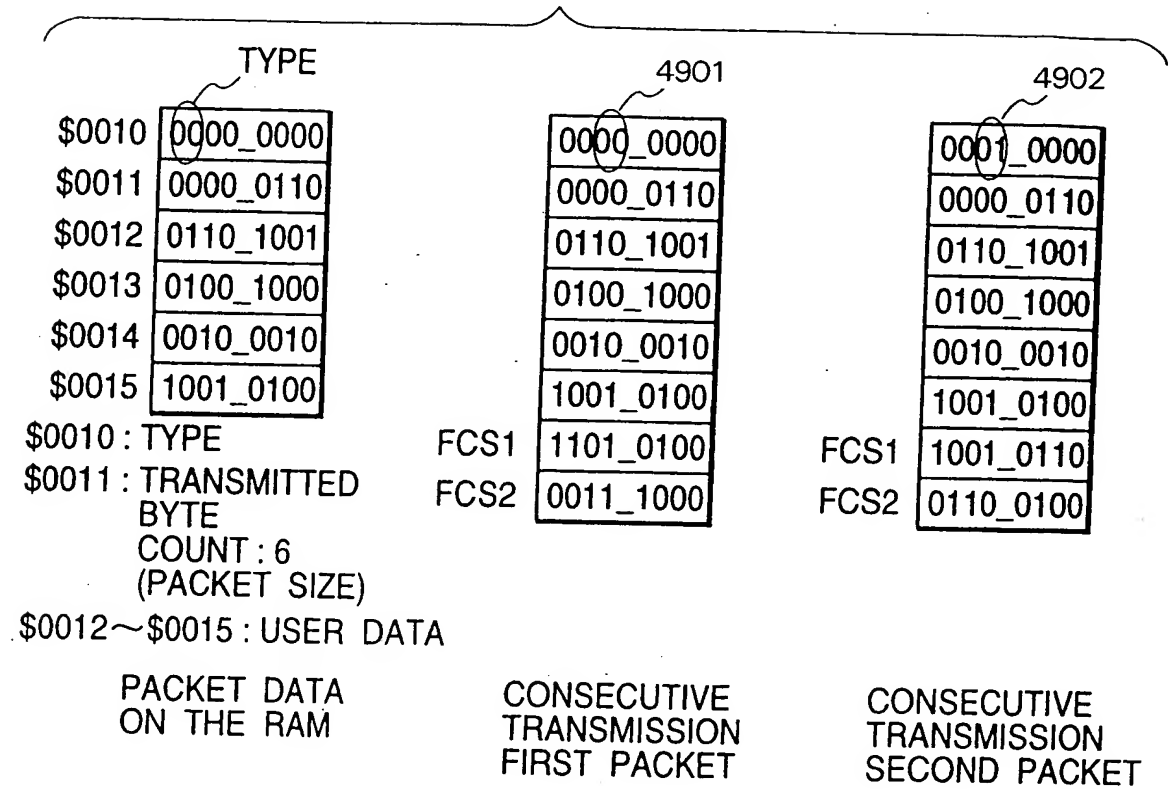 TYPE
$0010 0000_0000
$0011 0000_0110
$0012 0110_1001
$0013 0100_1000
$0014 0010_0010
$0015 1001_0100
$0010 : TYPE
$0011 : TRANSMITTED
BYTE
COUNT : 6
(PACKET SIZE)
$0012~$0015 : USER DATA
PACKET DATA
ON THE RAM
4901
0000_0000
0000_0110
0110_1001
0100_1000
0010_0010
1001_0100
FCS1 1101_0100
FCS2 0011_1000
CONSECUTIVE
TRANSMISSION
FIRST PACKET
4902
0001_0000
0000_0110
0110_1001
0100_1000
0010_0010
1001_0100
FCS1 1001_0110
FCS2 0110_0100
CONSECUTIVE
TRANSMISSION
SECOND PACKET